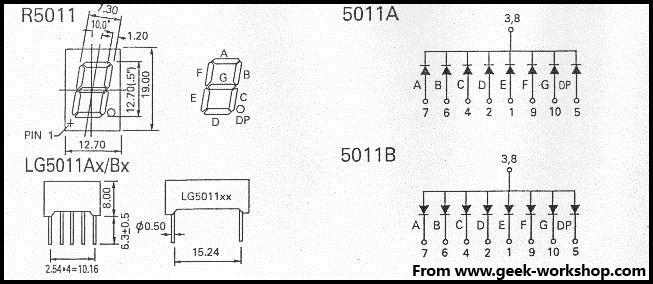 R5011
7.30
10.0°
1.20
12.70(.5")
19.00
PIN 1
12.70
A
F
B
G
E
C
D
DP
LG5011Ax/Bx
8.00
6.3±0.5
2.54*4=10.16
LG5011xx
Ø0.50
15.24
5011A
3,8
A B C D E F G DP
7 6 4 2 1 9 10 5
5011B
3,8
A B C D E F G DP
7 6 4 2 1 9 10 5
From www.geek-workshop.com